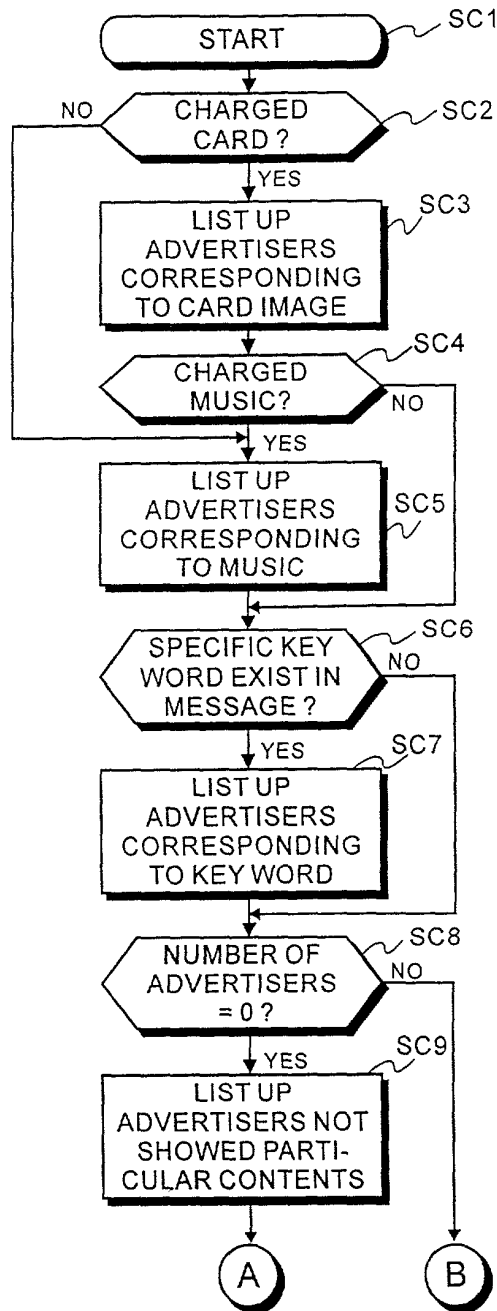 START
SC1
NO
CHARGED
CARD ?
SC2
YES
LIST UP
ADVERTISERS
CORRESPONDING
TO CARD IMAGE
SC3
CHARGED
MUSIC?
SC4
NO
YES
LIST UP
ADVERTISERS
CORRESPONDING
TO MUSIC
SC5
SPECIFIC KEY
WORD EXIST IN
MESSAGE ?
SC6
NO
YES
LIST UP
ADVERTISERS
CORRESPONDING
TO KEY WORD
SC7
NUMBER OF
ADVERTISERS
= 0 ?
SC8
NO
YES
LIST UP
ADVERTISERS NOT
SHOWED PARTI-
CULAR CONTENTS
SC9
A
B